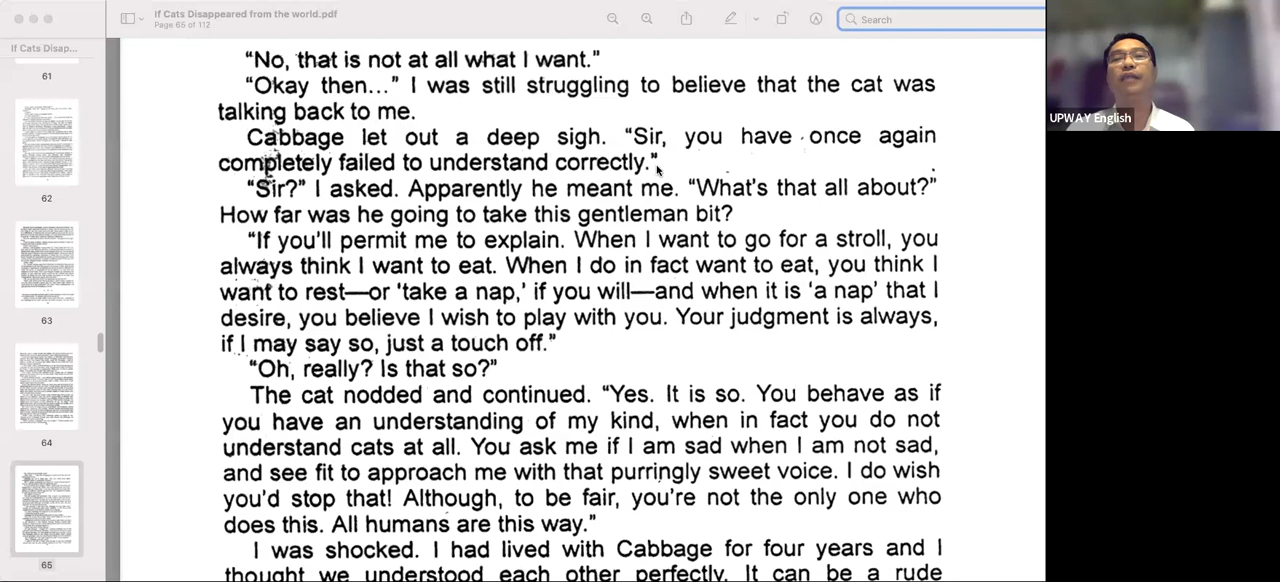 If Cats Disappeared from the world.pdf
Page 65 of 112
Search
If Cats Disap...
61
62
63
64
65
“No, that is not at all what I want.”
“Okay then...” I was still struggling to believe that the cat was
talking back to me.
Cabbage let out a deep sigh. “Sir, you have once again
completely failed to understand correctly.”
“Sir?” I asked. Apparently he meant me. “What’s that all about?”
How far was he going to take this gentleman bit?
“If you’ll permit me to explain. When I want to go for a stroll, you
always think I want to eat. When I do in fact want to eat, you think I
want to rest—or ‘take a nap,’ if you will—and when it is ‘a nap’ that I
desire, you believe I wish to play with you. Your judgment is always,
if I may say so, just a touch off.”
“Oh, really? Is that so?”
The cat nodded and continued. “Yes. It is so. You behave as if
you have an understanding of my kind, when in fact you do not
understand cats at all. You ask me if I am sad when I am not sad,
and see fit to approach me with that purringly sweet voice. I do wish
you’d stop that! Although, to be fair, you’re not the only one who
does this. All humans are this way.”
I was shocked. I had lived with Cabbage for four years and I
thought we understood each other perfectly. It can be a rude
UPWAY English